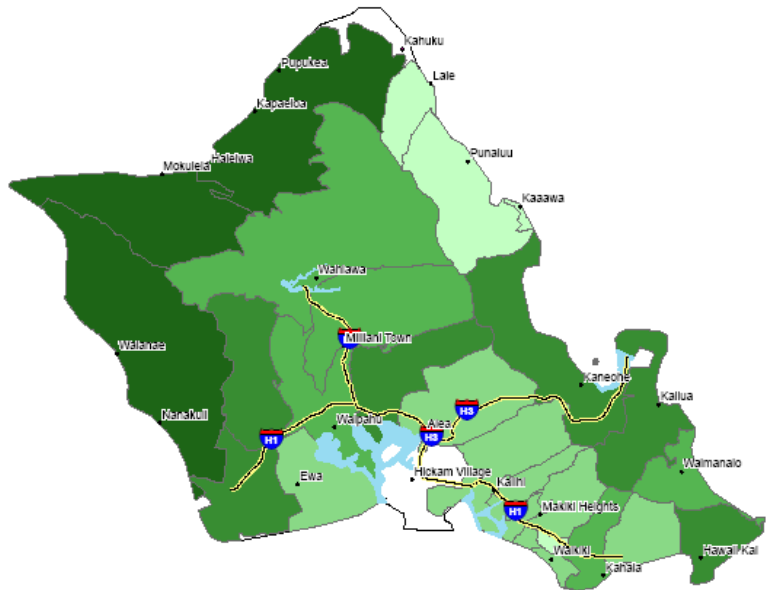 Kahuku
Pupukea
Laie
Kapaeloa
Punaluu
Haleiwa
Mokuleia
Kaaawa
Wahiawa
Mililani Town
Waianae
Kaneohe
Kailua
Nanakuli
H3
Waipahu
Aiea
H3
H1
Waimanalo
Hickam Village
Ewa
Kalihi
H1
Makiki Heights
Waikiki
Hawaii Kai
Kahala